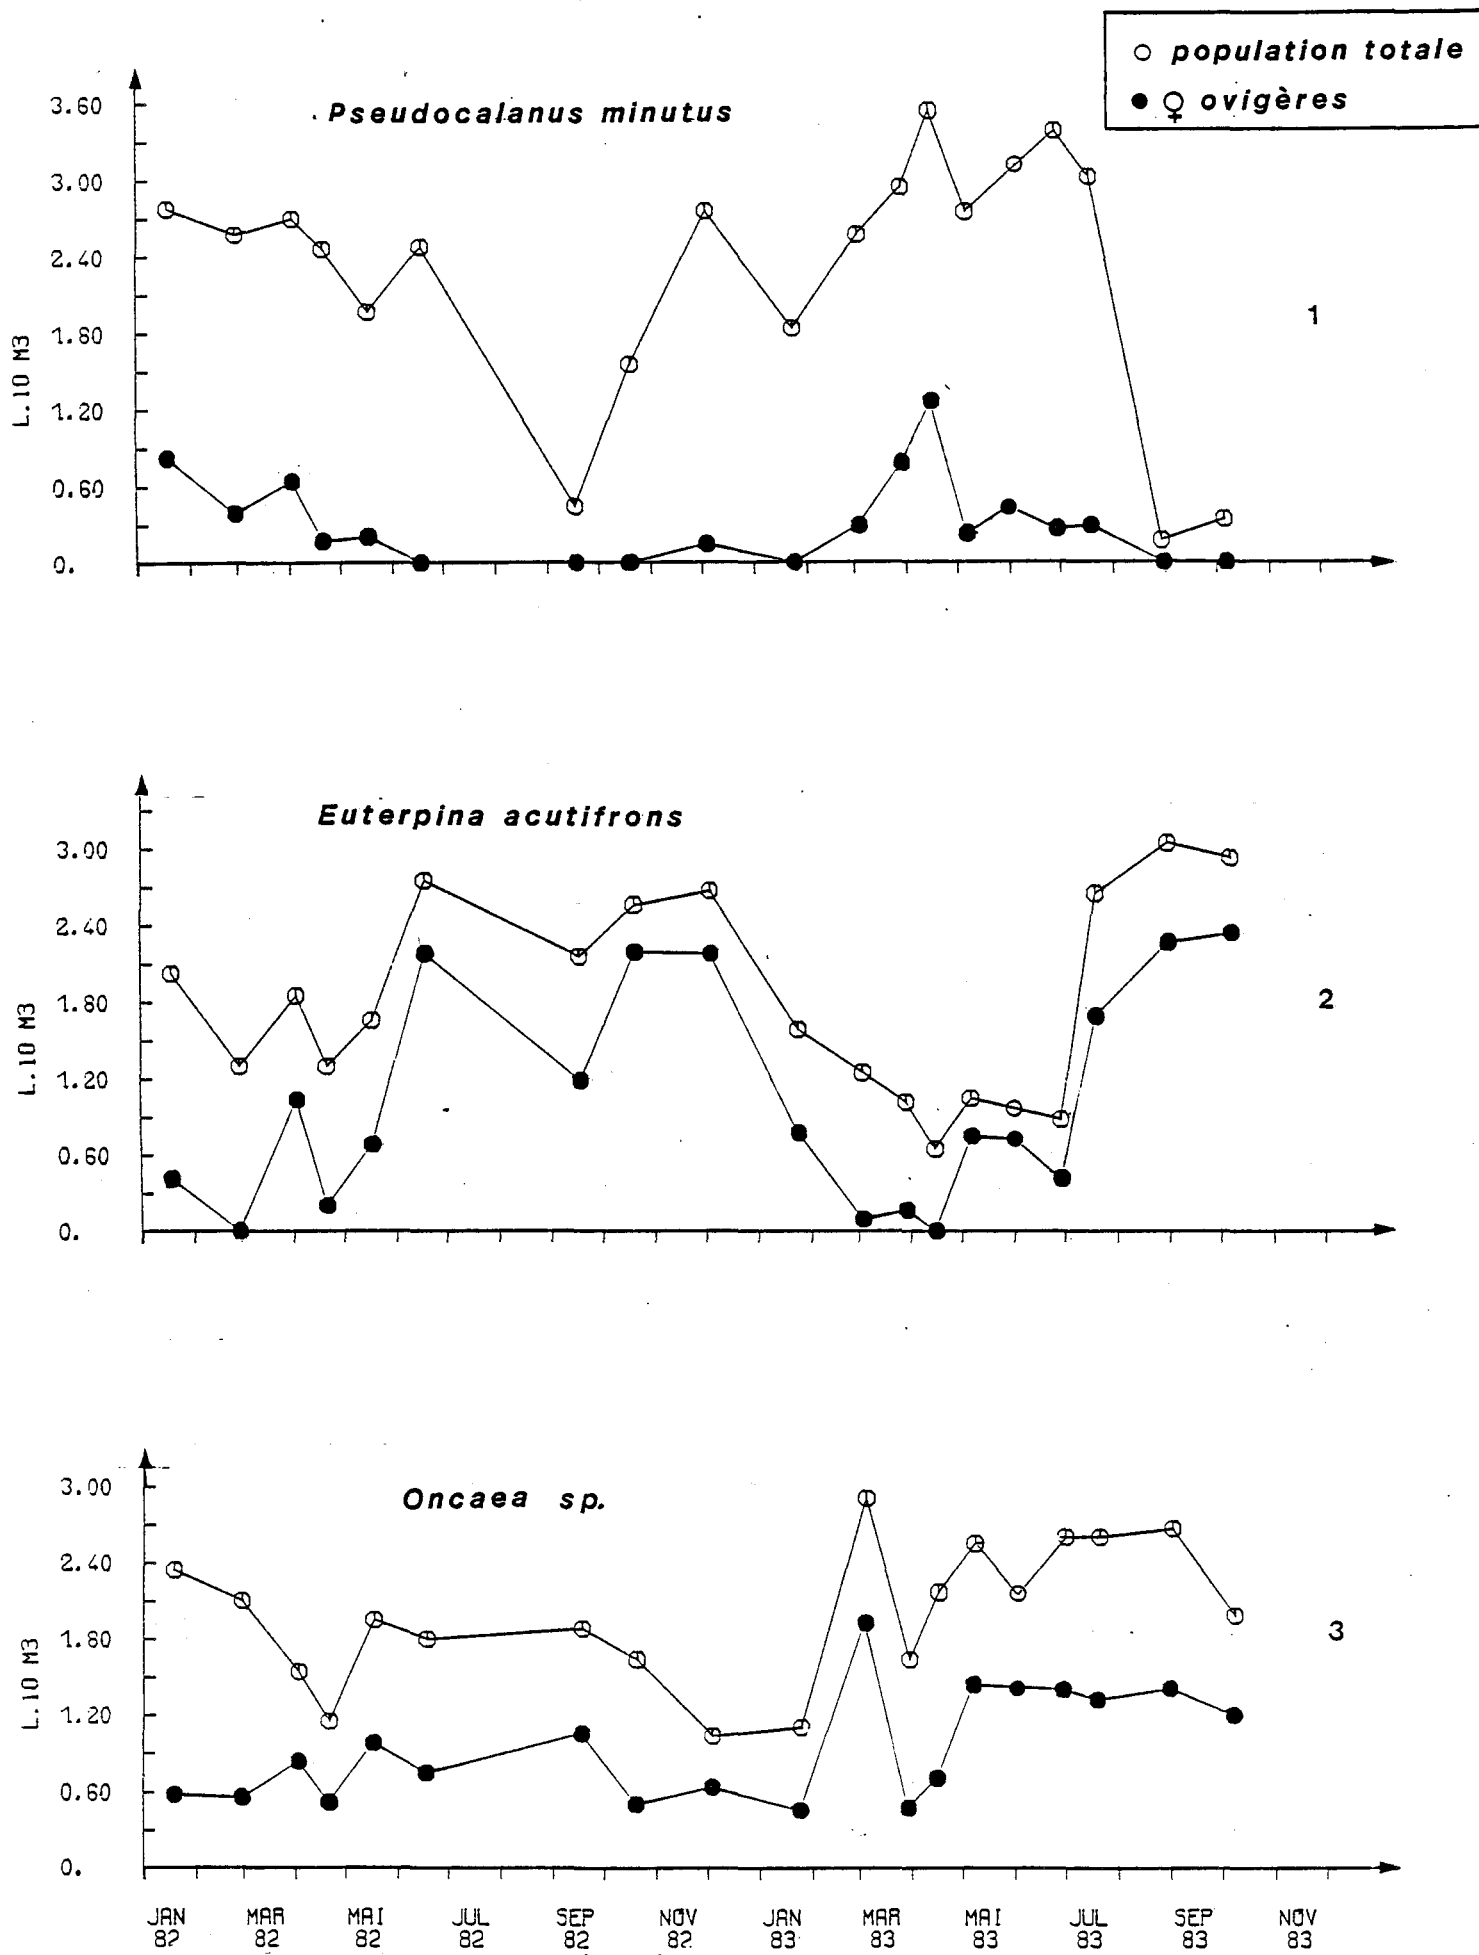 ○ population totale
● ♀ ovigères
Pseudocalanus minutus
3.60
3.00
2.40
1.80
1.20
0.60
0.
L.10 M3
1
Euterpina acutifrons
3.00
2.40
1.80
1.20
0.60
0.
L.10 M3
2
Oncaea sp.
3.00
2.40
1.80
1.20
0.60
0.
L.10 M3
3
JAN MAR MAI JUL SEP NOV JAN MAR MAI JUL SEP NOV
82 82 82 82 82 82 83 83 83 83 83 83